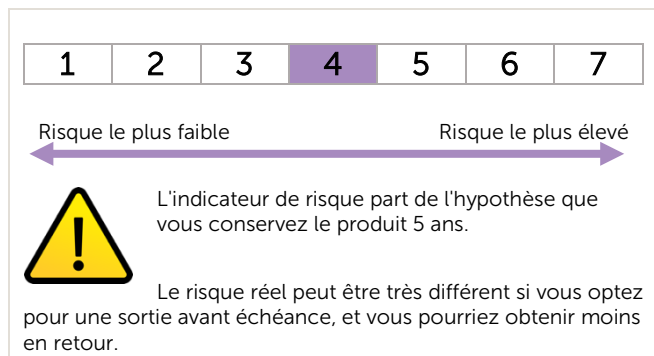 1 2 3 4 5 6 7
Risque le plus faible Risque le plus élevé
L'indicateur de risque part de l'hypothèse que
vous conservez le produit 5 ans.
Le risque réel peut être très différent si vous optez
pour une sortie avant échéance, et vous pourriez obtenir moins
en retour.